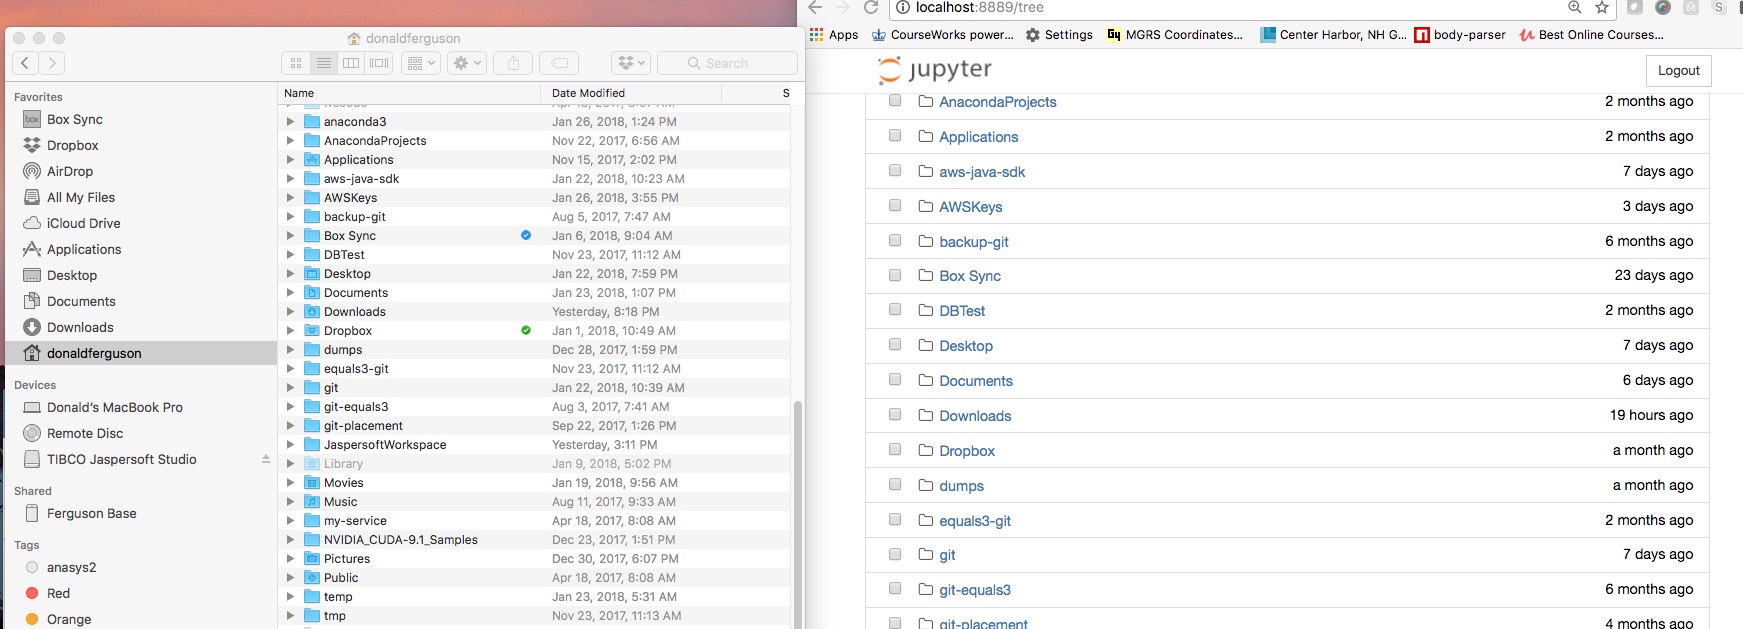 donaldferguson
Search
Favorites
Box Sync
Dropbox
AirDrop
All My Files
iCloud Drive
Applications
Desktop
Documents
Downloads
donaldferguson
Devices
Donald's MacBook Pro
Remote Disc
TIBCO Jaspersoft Studio
Shared
Ferguson Base
Tags
anasys2
Red
Orange
Name Date Modified S
anaconda3 Jan 26, 2018, 1:24 PM
AnacondaProjects Nov 22, 2017, 6:56 AM
Applications Nov 15, 2017, 2:02 PM
aws-java-sdk Jan 22, 2018, 10:23 AM
AWSKeys Jan 26, 2018, 3:55 PM
backup-git Aug 5, 2017, 7:47 AM
Box Sync Jan 6, 2018, 9:04 AM
DBTest Nov 23, 2017, 11:12 AM
Desktop Jan 22, 2018, 7:59 PM
Documents Jan 23, 2018, 1:07 PM
Downloads Yesterday, 8:18 PM
Dropbox Jan 1, 2018, 10:49 AM
dumps Dec 28, 2017, 1:59 PM
equals3-git Nov 23, 2017, 11:12 AM
git Jan 22, 2018, 10:39 AM
git-equals3 Aug 3, 2017, 7:41 AM
git-placement Sep 22, 2017, 1:26 PM
JaspersoftWorkspace Yesterday, 3:11 PM
Library Jan 9, 2018, 5:02 PM
Movies Jan 19, 2018, 9:56 AM
Music Aug 11, 2017, 9:33 AM
my-service Apr 18, 2017, 8:08 AM
NVIDIA_CUDA-9.1_Samples Dec 23, 2017, 1:51 PM
Pictures Dec 30, 2017, 6:07 PM
Public Apr 18, 2017, 8:08 AM
temp Jan 23, 2018, 5:31 AM
tmp Nov 23, 2017, 11:13 AM
localhost:8889/tree
Apps CourseWorks power... Settings Gy MGRS Coordinates... Center Harbor, NH G... body-parser Best Online Courses...
jupyter Logout
AnacondaProjects 2 months ago
Applications 2 months ago
aws-java-sdk 7 days ago
AWSKeys 3 days ago
backup-git 6 months ago
Box Sync 23 days ago
DBTest 2 months ago
Desktop 7 days ago
Documents 6 days ago
Downloads 19 hours ago
Dropbox a month ago
dumps a month ago
equals3-git 2 months ago
git 7 days ago
git-equals3 6 months ago
git-placement 4 months ago